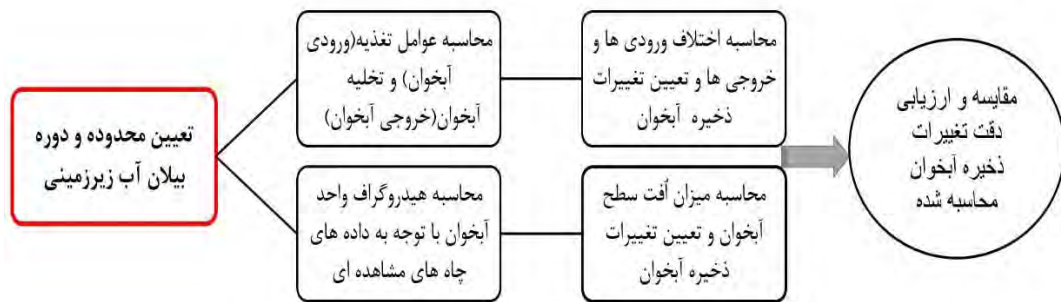 تعیین محدوده و دوره
بیلان آب زیرزمینی
محاسبه عوامل تغذیه(ورودی
آبخوان) و تخلیه
آبخوان(خروجی آبخوان)
محاسبه اختلاف ورودی ها و
خروجی ها و تعیین تغییرات
ذخیره آبخوان
محاسبه هیدروگراف واحد
آبخوان با توجه به داده های
چاه های مشاهده ای
محاسبه میزان اُفت سطح
آبخوان و تعیین تغییرات
ذخیره آبخوان
مقایسه و ارزیابی
دقت تغییرات
ذخیره آبخوان
محاسبه شده